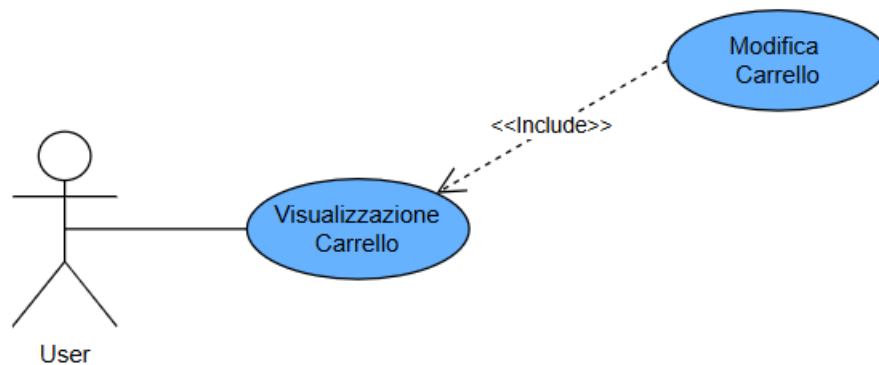 Modifica
Carrello
<<Include>>
Visualizzazione
Carrello
User